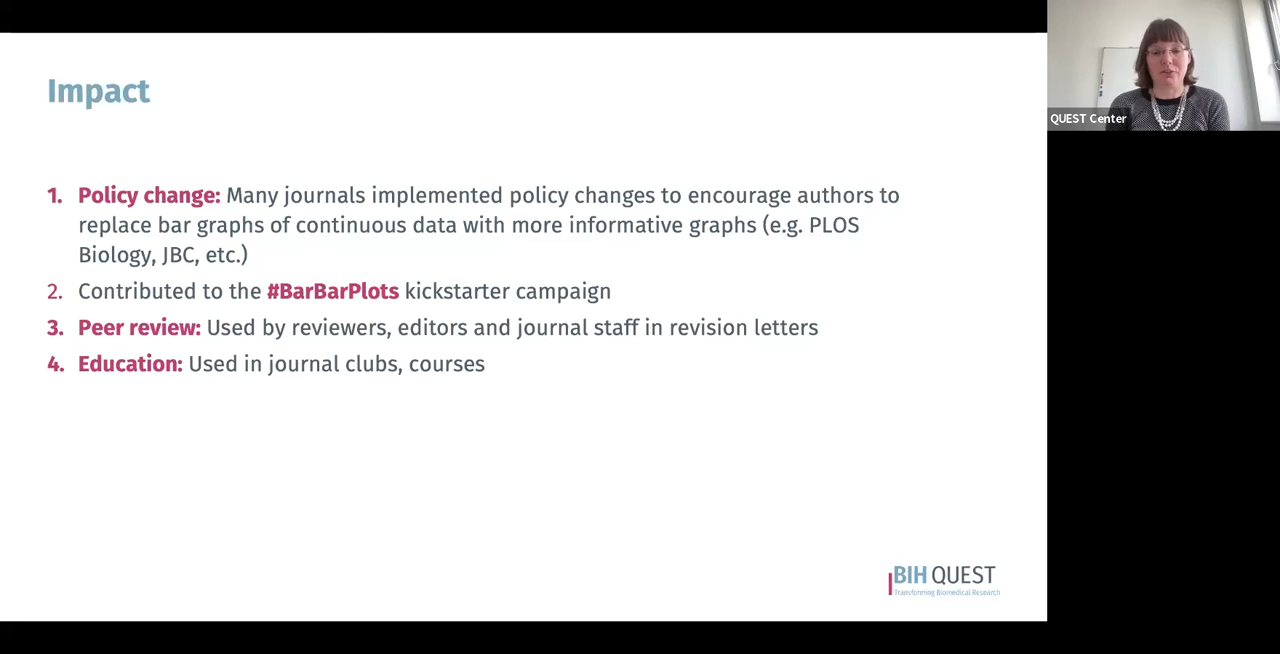 Impact
1. Policy change: Many journals implemented policy changes to encourage authors to
replace bar graphs of continuous data with more informative graphs (e.g. PLOS
Biology, JBC, etc.)
2. Contributed to the #BarBarPlots kickstarter campaign
3. Peer review: Used by reviewers, editors and journal staff in revision letters
4. Education: Used in journal clubs, courses
QUEST Center
BIH QUEST
Transforming Biomedical Research